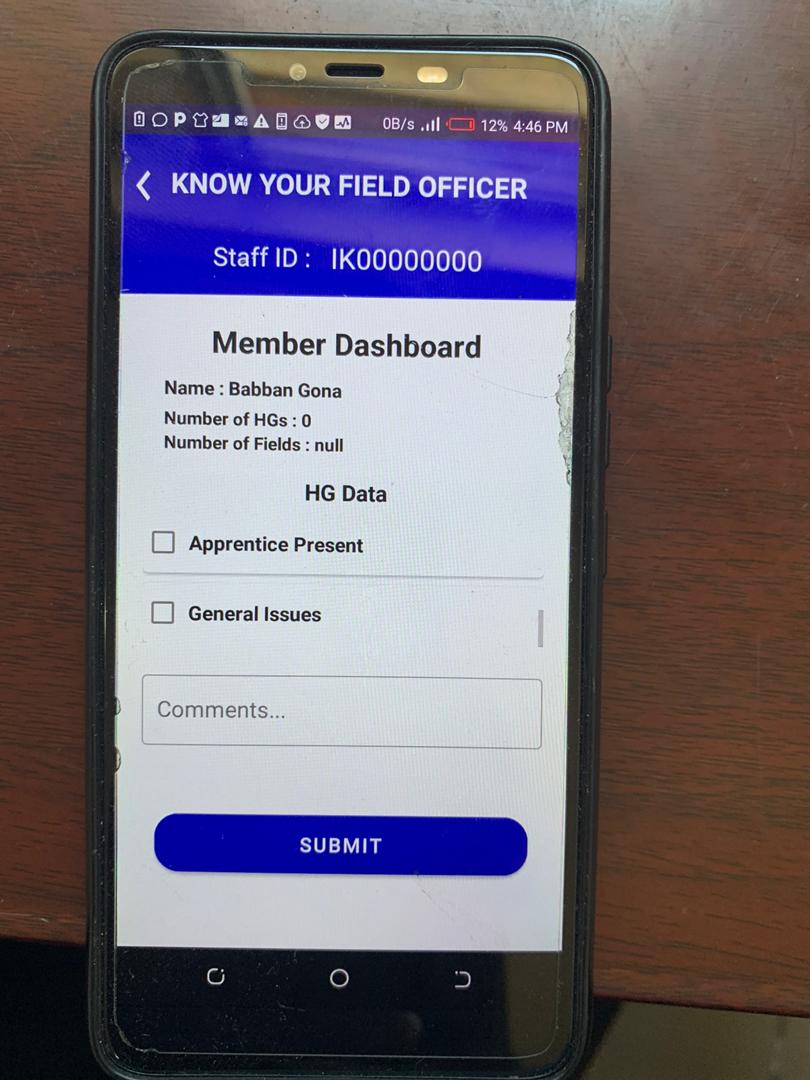 0B/s 12% 4:46 PM
KNOW YOUR FIELD OFFICER
Staff ID : IK00000000
Member Dashboard
Name : Babban Gona
Number of HGs : 0
Number of Fields : null
HG Data
Apprentice Present
General Issues
Comments...
SUBMIT